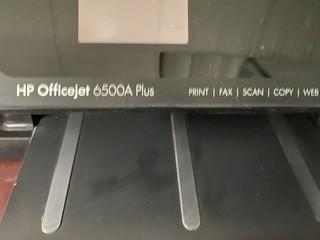 HP Officejet 6500A Plus PRINT | FAX | SCAN | COPY | WEB